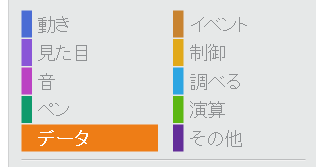 動き
見た目
音
ペン
データ
イベント
制御
調べる
演算
その他